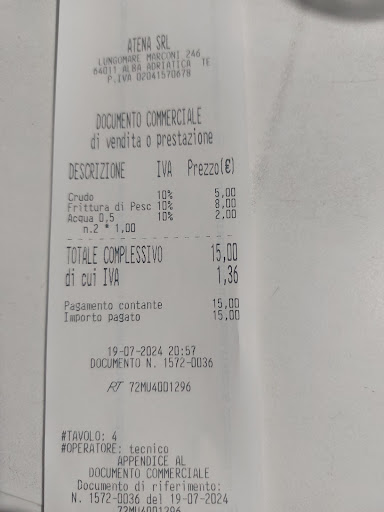 ATENA SRL
LUNGOMARE MARCONI 246
64011 ALBA ADRIATICA TE
P.IVA 02041570678
DOCUMENTO COMMERCIALE
di vendita o prestazione
DESCRIZIONE IVA Prezzo(€)
Crudo 10% 5,00
Frittura di Pesc 10% 8,00
Acqua 0,5 10% 2,00
n.2 * 1,00
TOTALE COMPLESSIVO 15,00
di cui IVA 1,36
Pagamento contante 15,00
Importo pagato 15,00
19-07-2024 20:57
DOCUMENTO N. 1572-0036
RT 72MU4001296
#TAVOLO: 4
#OPERATORE: tecnico
APPENDICE AL
DOCUMENTO COMMERCIALE
Documento di riferimento:
N. 1572-0036 del 19-07-2024
72MU4001296